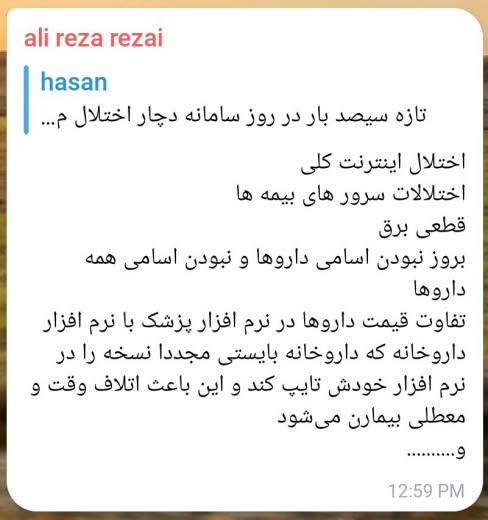 ali reza rezai
hasan
تازه سیصد بار در روز سامانه دچار اختلال م...
اختلال اینترنت کلی
اختلالات سرور های بیمه ها
قطعی برق
بروز نبودن اسامی داروها و نبودن اسامی همه
داروها
تفاوت قیمت داروها در نرم افزار پزشک با نرم افزار
داروخانه که داروخانه بایستی مجددا نسخه را در
نرم افزار خودش تایپ کند و این باعث اتلاف وقت و
معطلی بیمارن می‌شود
و..........
12:59 PM